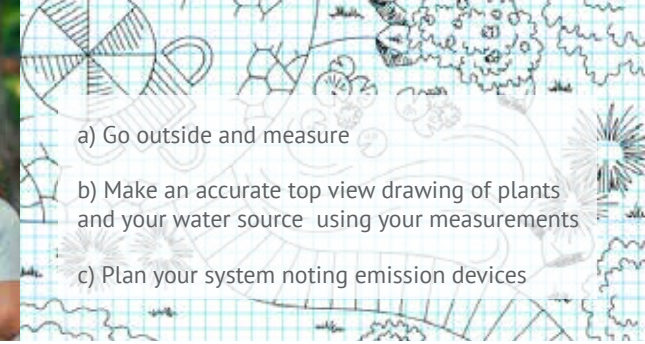 a) Go outside and measure
b) Make an accurate top view drawing of plants
and your water source using your measurements
c) Plan your system noting emission devices